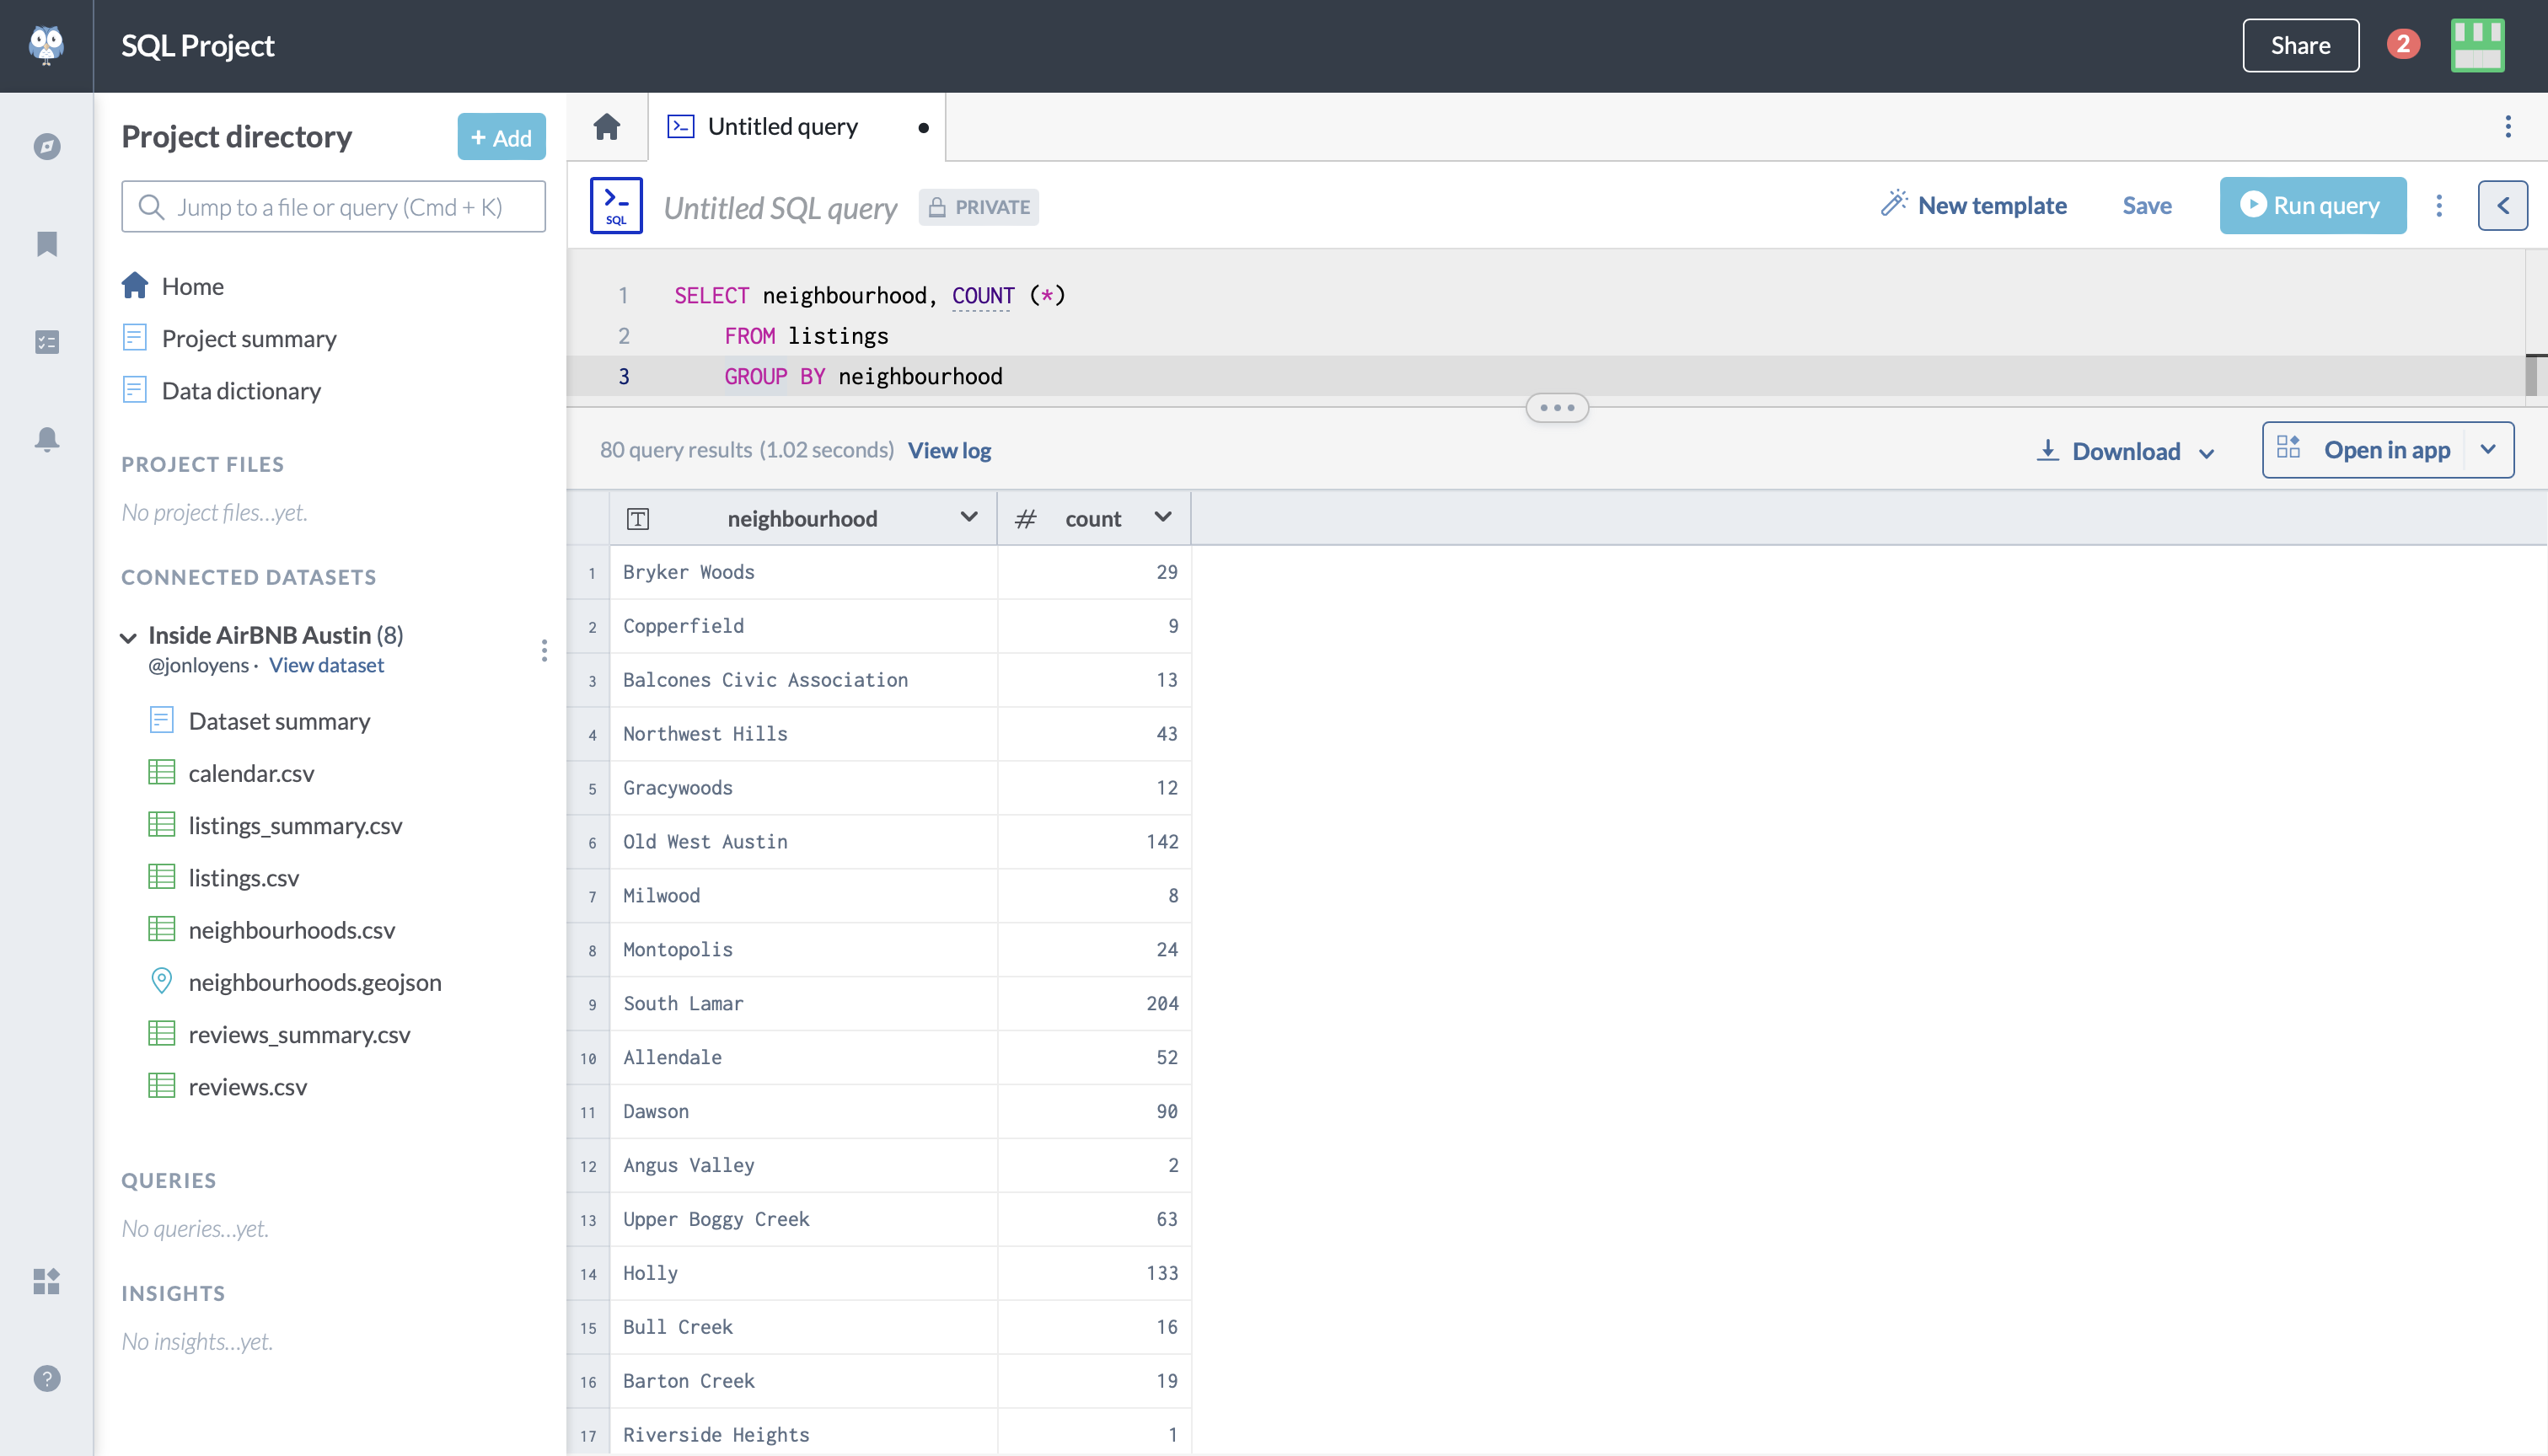 SQL Project
Share
2
Project directory
+ Add
Jump to a file or query (Cmd + K)
Home
Project summary
Data dictionary
PROJECT FILES
No project files...yet.
CONNECTED DATASETS
Inside AirBNB Austin (8)
@jonloyens · View dataset
Dataset summary
calendar.csv
listings_summary.csv
listings.csv
neighbourhoods.csv
neighbourhoods.geojson
reviews_summary.csv
reviews.csv
QUERIES
No queries...yet.
INSIGHTS
No insights...yet.
?
Untitled query
SQL
Untitled SQL query PRIVATE
New template
Save
Run query
1 SELECT neighbourhood, COUNT (*)
2 FROM listings
3 GROUP BY neighbourhood
80 query results (1.02 seconds) View log
Download
Open in app
T neighbourhood # count
1 Bryker Woods 29
2 Copperfield 9
3 Balcones Civic Association 13
4 Northwest Hills 43
5 Gracywoods 12
6 Old West Austin 142
7 Milwood 8
8 Montopolis 24
9 South Lamar 204
10 Allendale 52
11 Dawson 90
12 Angus Valley 2
13 Upper Boggy Creek 63
14 Holly 133
15 Bull Creek 16
16 Barton Creek 19
17 Riverside Heights 1